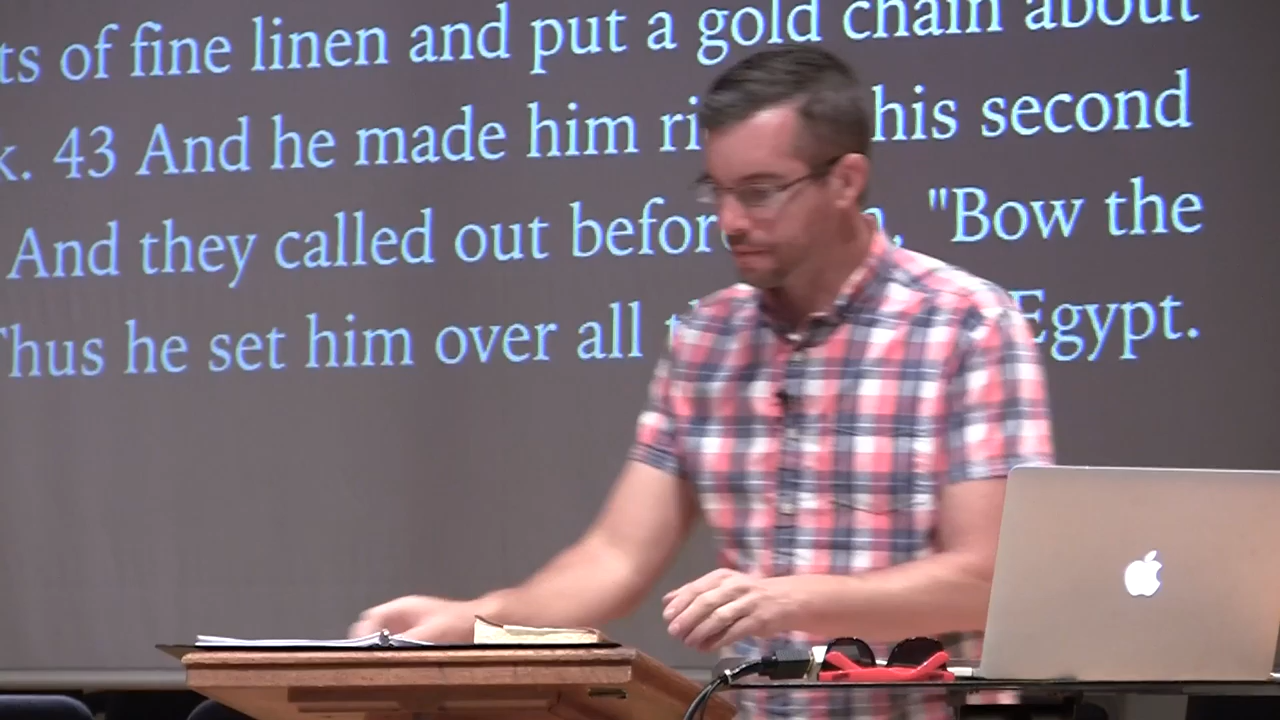 ts of fine linen and put a gold chain about
k. 43 And he made him ri his second
And they called out befor , "Bow the
Thus he set him over all Egypt.